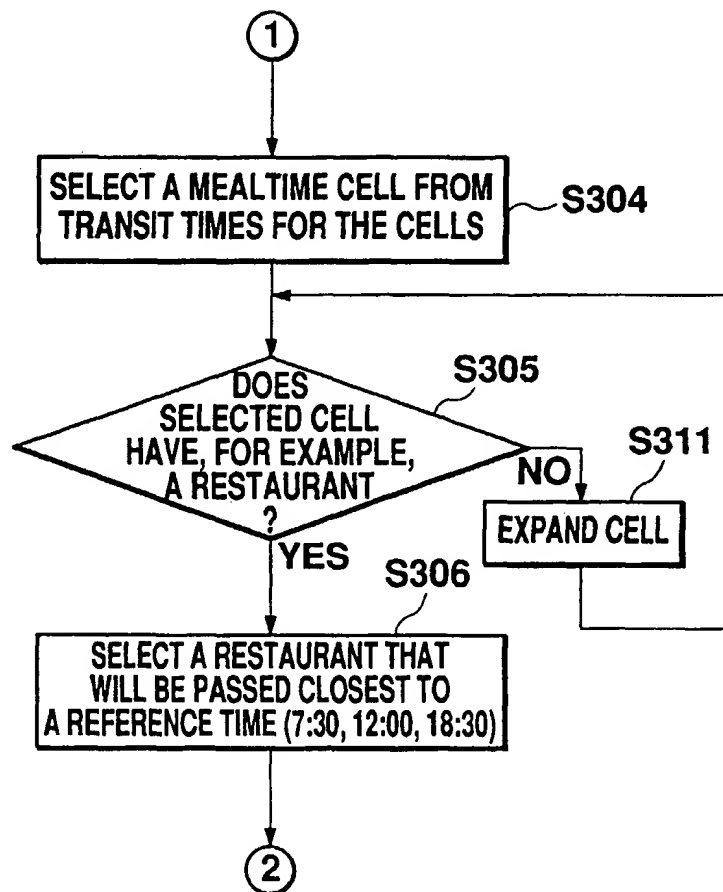 1
SELECT A MEALTIME CELL FROM
TRANSIT TIMES FOR THE CELLS
S304
DOES
SELECTED CELL
HAVE, FOR EXAMPLE,
A RESTAURANT
?
S305
NO
S311
EXPAND CELL
YES
S306
SELECT A RESTAURANT THAT
WILL BE PASSED CLOSEST TO
A REFERENCE TIME (7:30, 12:00, 18:30)
2